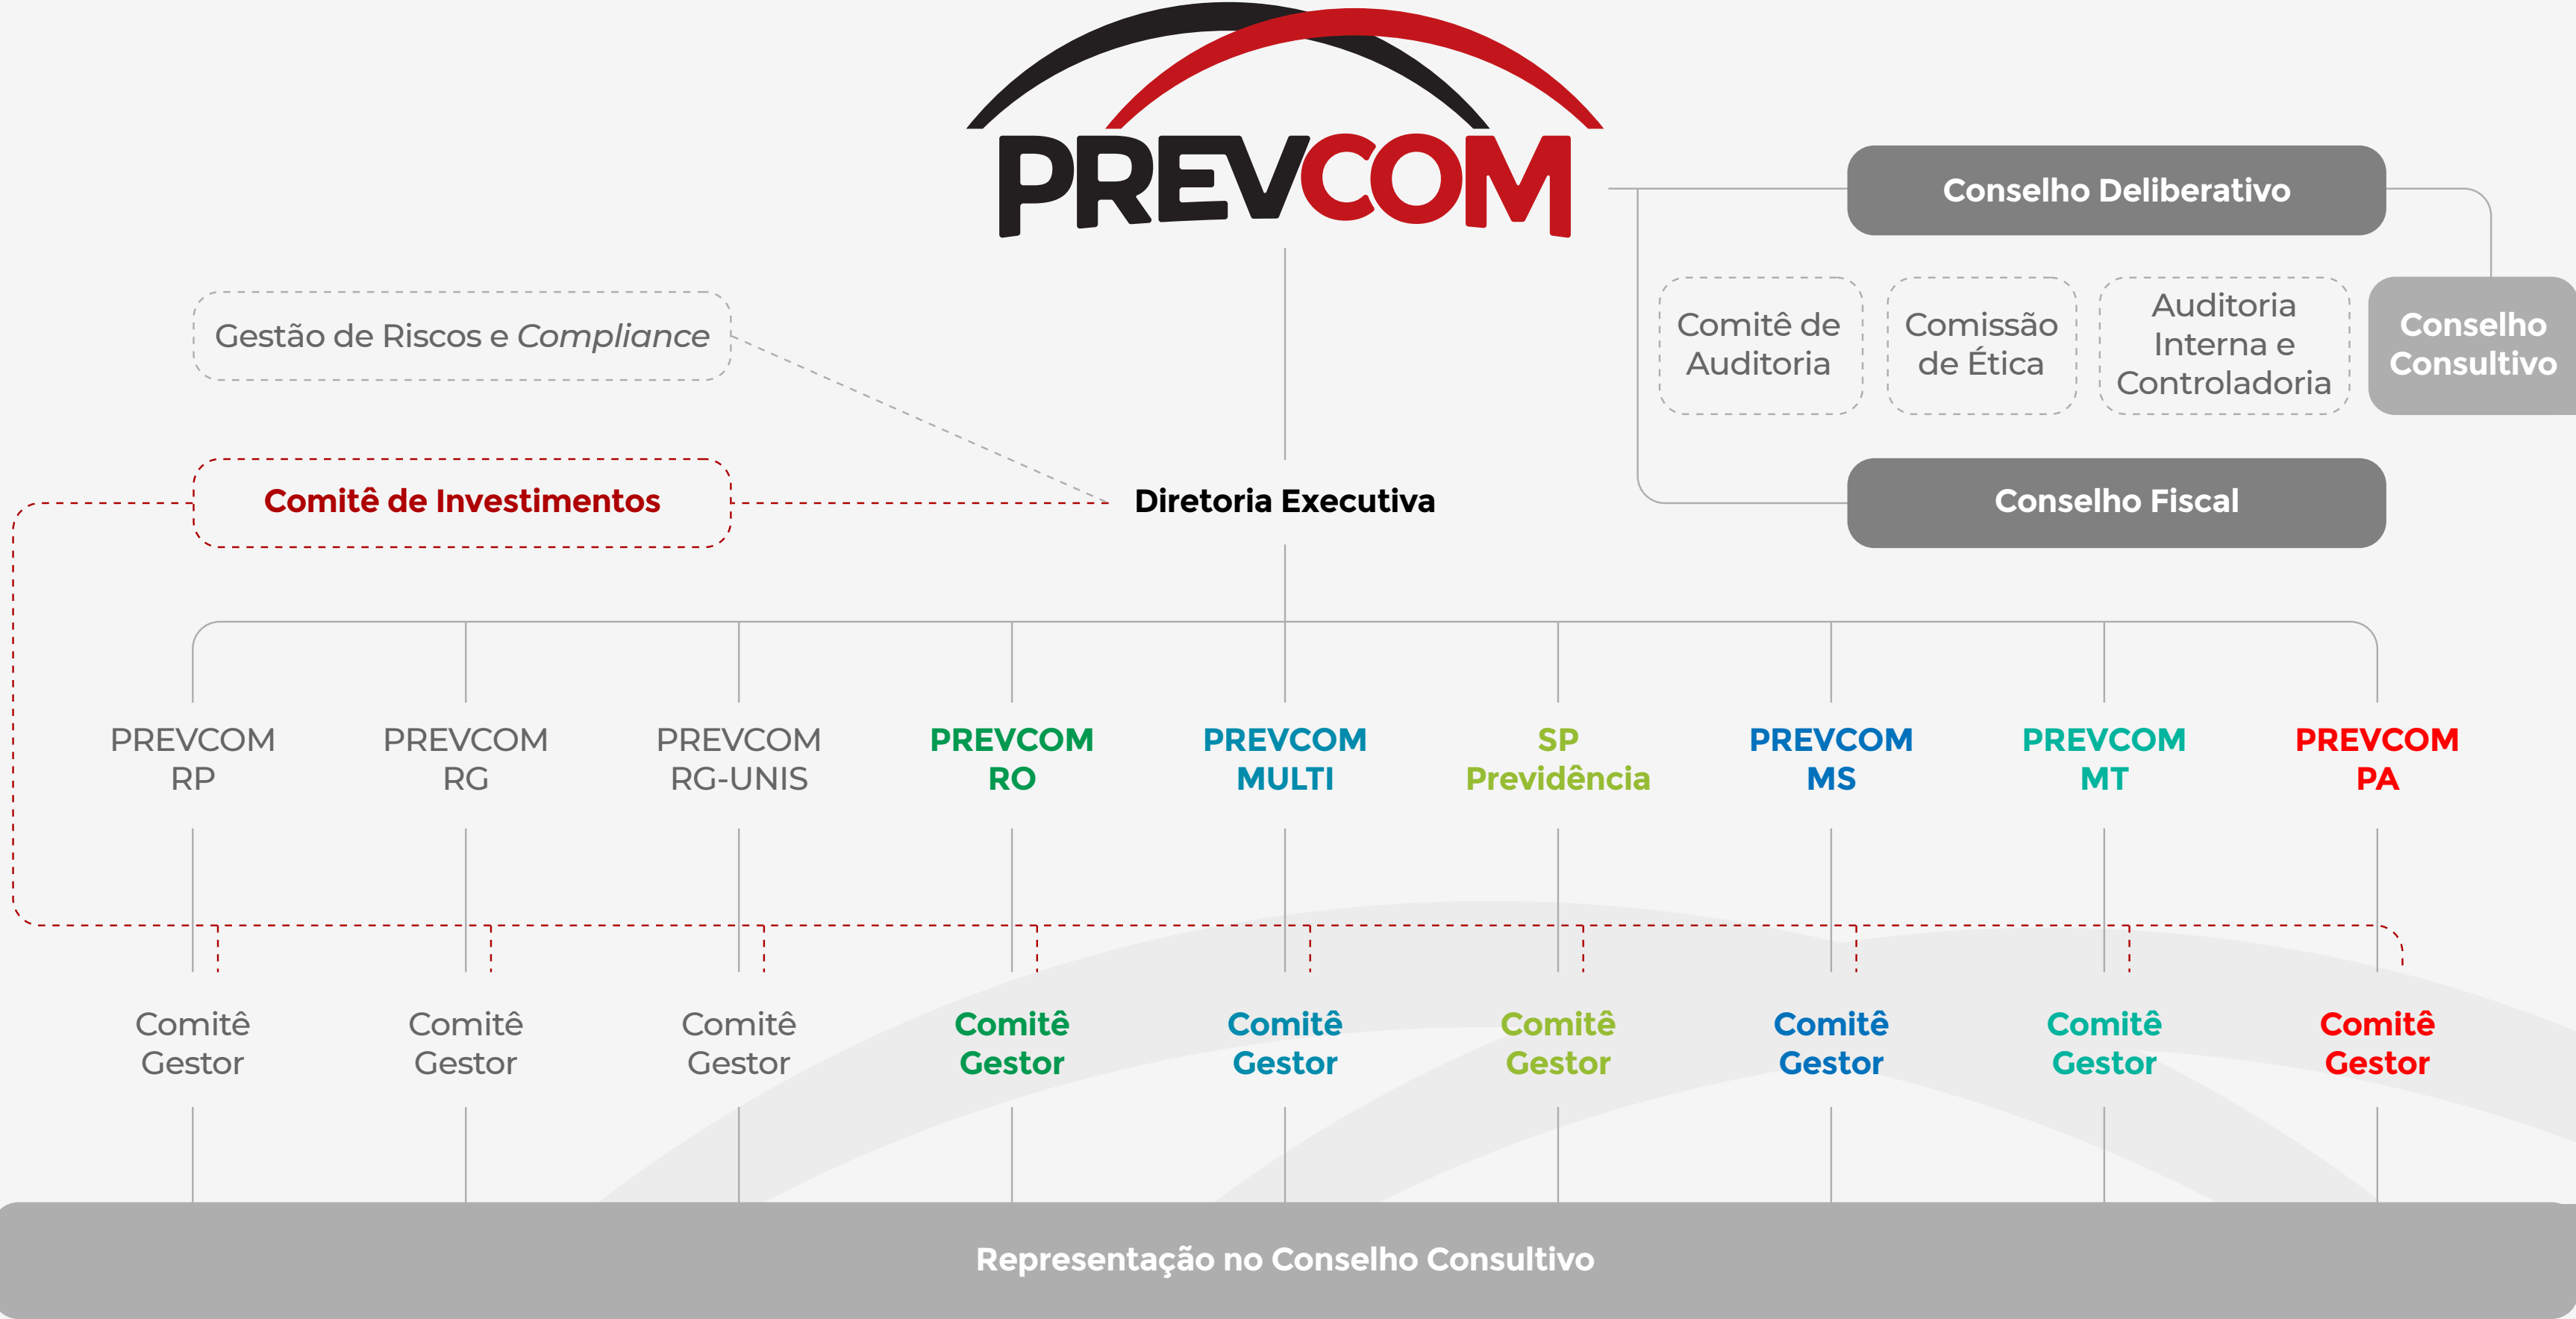 PREVCOM
Conselho Deliberativo
Gestão de Riscos e Compliance
Comitê de
Auditoria
Comissão
de Ética
Auditoria
Interna e
Controladoria
Conselho
Consultivo
Comitê de Investimentos
Diretoria Executiva
Conselho Fiscal
PREVCOM
RP
PREVCOM
RG
PREVCOM
RG-UNIS
PREVCOM
RO
PREVCOM
MULTI
SP
Previdência
PREVCOM
MS
PREVCOM
MT
PREVCOM
PA
Comitê
Gestor
Comitê
Gestor
Comitê
Gestor
Comitê
Gestor
Comitê
Gestor
Comitê
Gestor
Comitê
Gestor
Comitê
Gestor
Comitê
Gestor
Representação no Conselho Consultivo